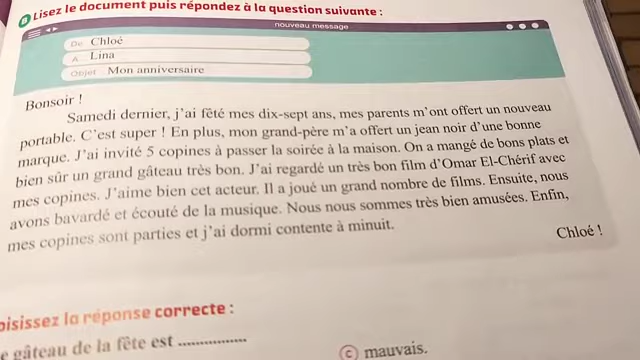 B Lisez le document puis répondez à la question suivante :
nouveau message
De Chloé
A Lina
Objet Mon anniversaire
Bonsoir !
Samedi dernier, j'ai fêté mes dix-sept ans, mes parents m'ont offert un nouveau
portable. C'est super ! En plus, mon grand-père m'a offert un jean noir d'une bonne
marque. J'ai invité 5 copines à passer la soirée à la maison. On a mangé de bons plats et
bien sûr un grand gâteau très bon. J'ai regardé un très bon film d'Omar El-Chérif avec
mes copines. J'aime bien cet acteur. Il a joué un grand nombre de films. Ensuite, nous
avons bavardé et écouté de la musique. Nous nous sommes très bien amusées. Enfin,
mes copines sont parties et j'ai dormi contente à minuit.
Chloé !
oisissez la réponse correcte :
e gâteau de la fête est ................
c mauvais.